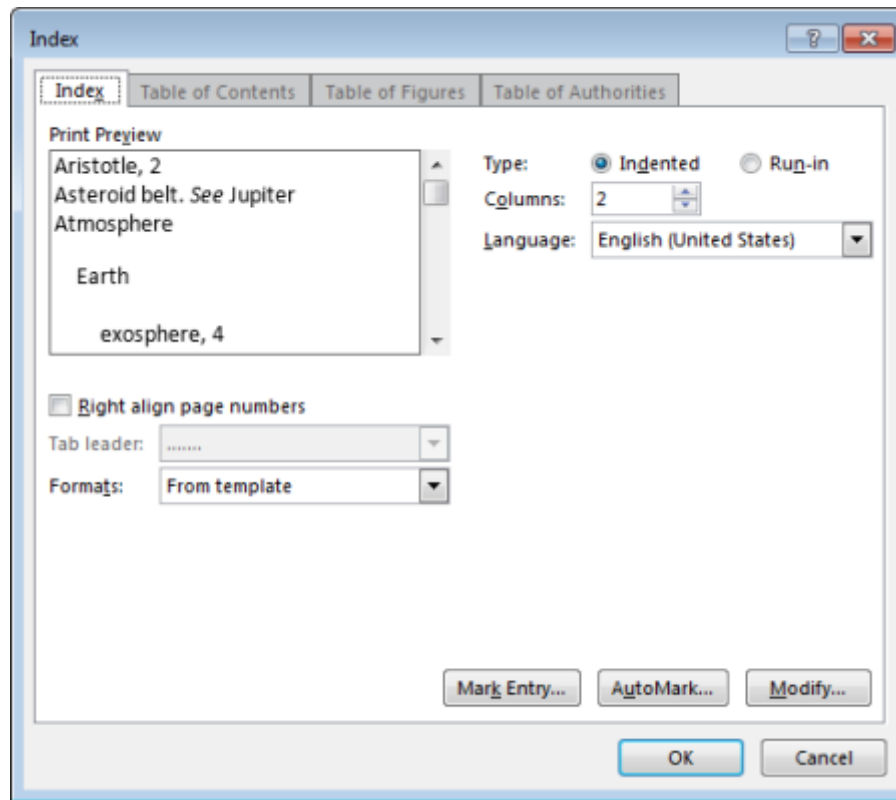 Index
Index Table of Contents Table of Figures Table of Authorities
Print Preview
Aristotle, 2
Asteroid belt. See Jupiter
Atmosphere
Earth
exosphere, 4
Type: Indented Run-in
Columns: 2
Language: English (United States)
Right align page numbers
Tab leader: .......
Formats: From template
Mark Entry... AutoMark... Modify...
OK Cancel